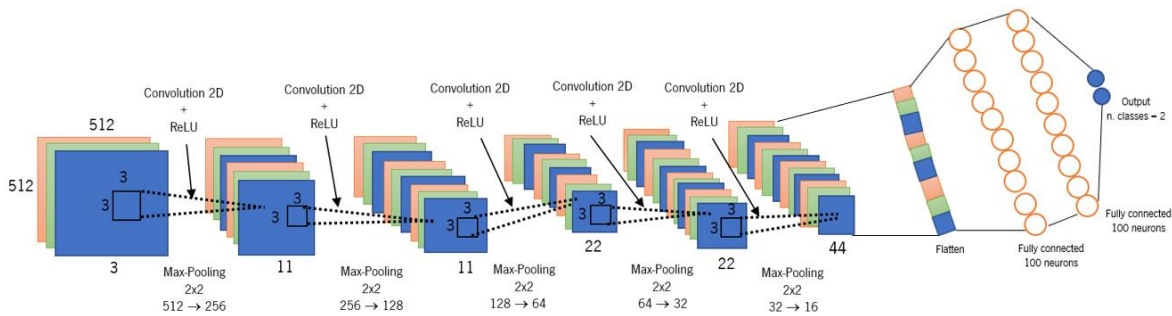 512
512
3
3
3
Convolution 2D
+
ReLU
Max-Pooling
2x2
512 → 256
3
3
11
Convolution 2D
+
ReLU
Max-Pooling
2x2
256 → 128
3
3
11
Convolution 2D
+
ReLU
Max-Pooling
2x2
128 → 64
3
3
22
Convolution 2D
+
ReLU
Max-Pooling
2x2
64 → 32
3
3
22
Convolution 2D
+
ReLU
Max-Pooling
2x2
32 → 16
44
Flatten
Fully connected
100 neurons
Fully connected
100 neurons
Output
n. classes = 2